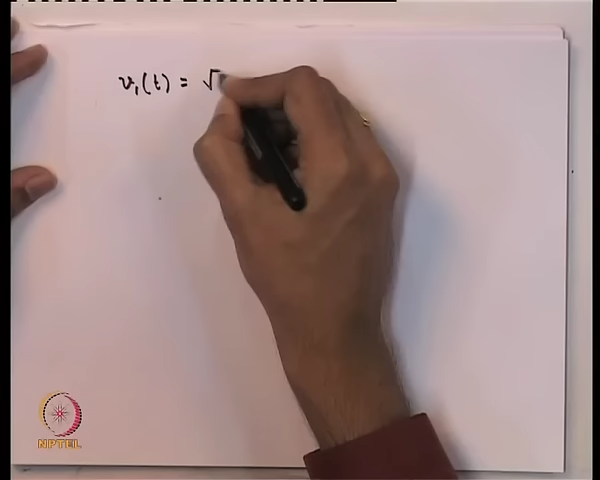 v₁(t) = √
NPTEL